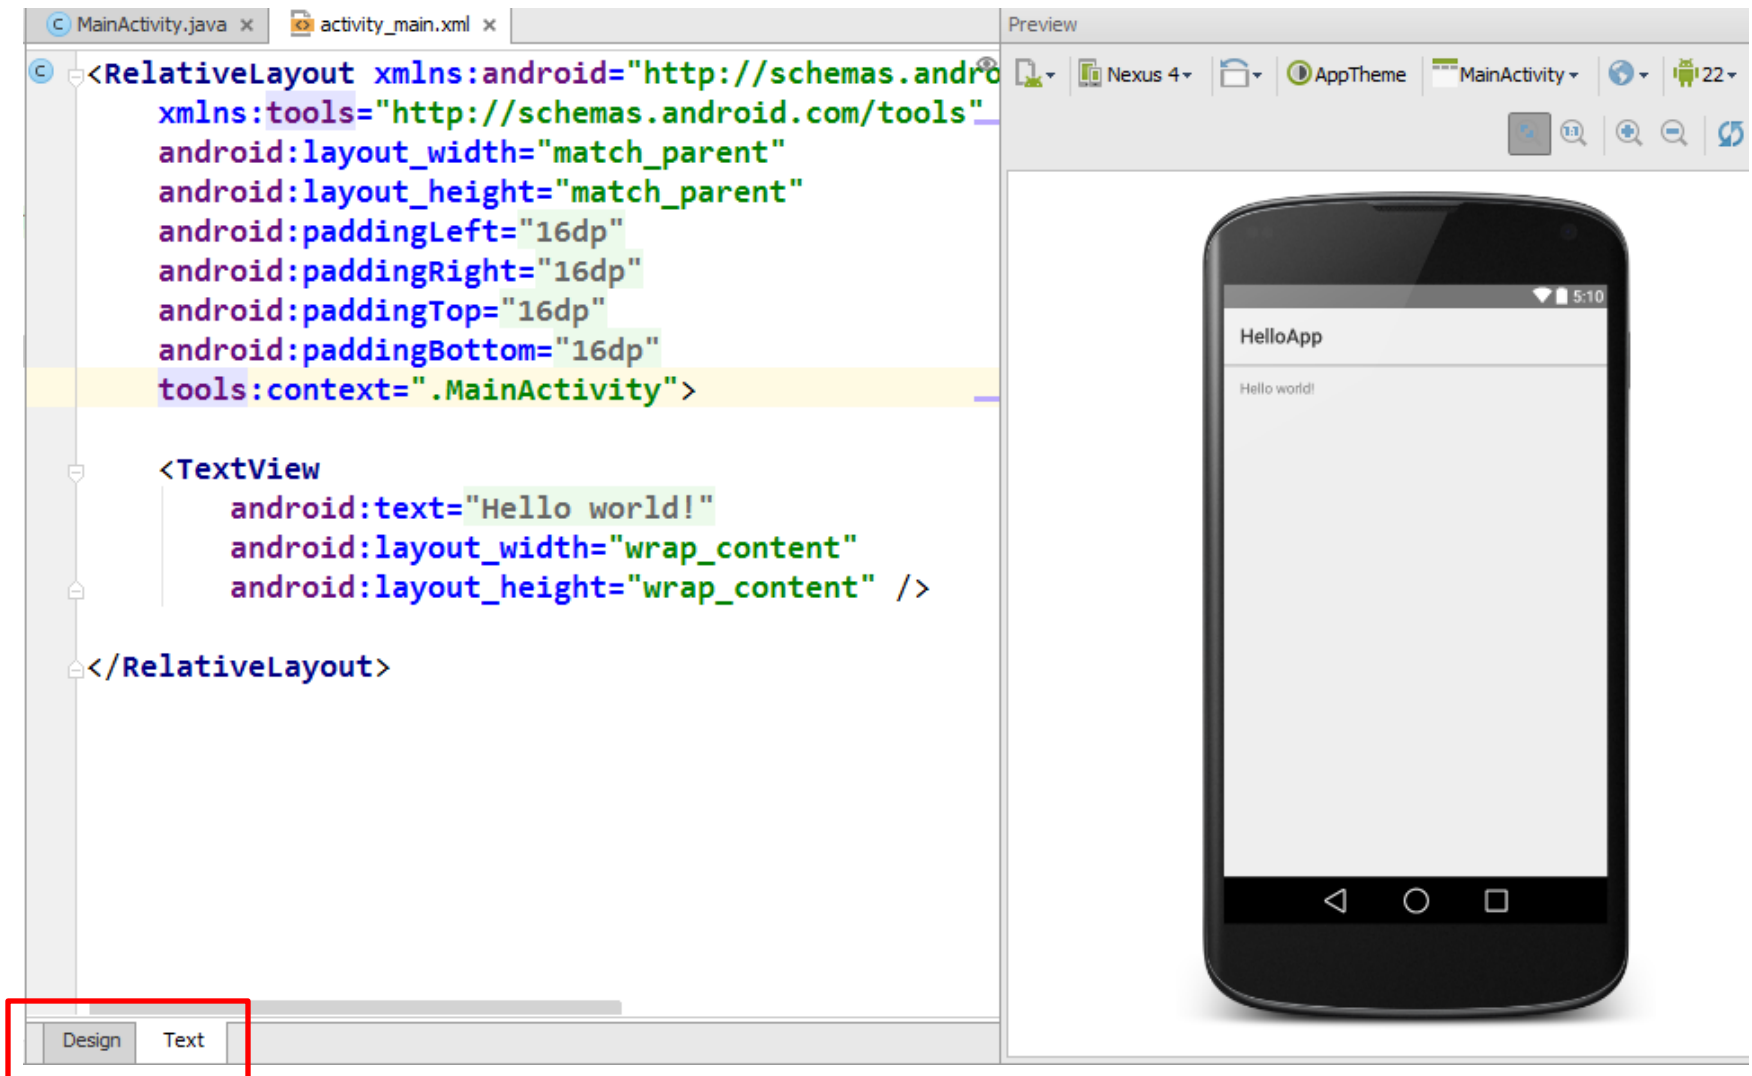 MainActivity.java
activity_main.xml
<RelativeLayout xmlns:android="http://schemas.andro
xmlns:tools="http://schemas.android.com/tools"
android:layout_width="match_parent"
android:layout_height="match_parent"
android:paddingLeft="16dp"
android:paddingRight="16dp"
android:paddingTop="16dp"
android:paddingBottom="16dp"
tools:context=".MainActivity">
<TextView
android:text="Hello world!"
android:layout_width="wrap_content"
android:layout_height="wrap_content" />
</RelativeLayout>
Design Text
Preview
Nexus 4 AppTheme MainActivity 22
1:1
5:10
HelloApp
Hello world!